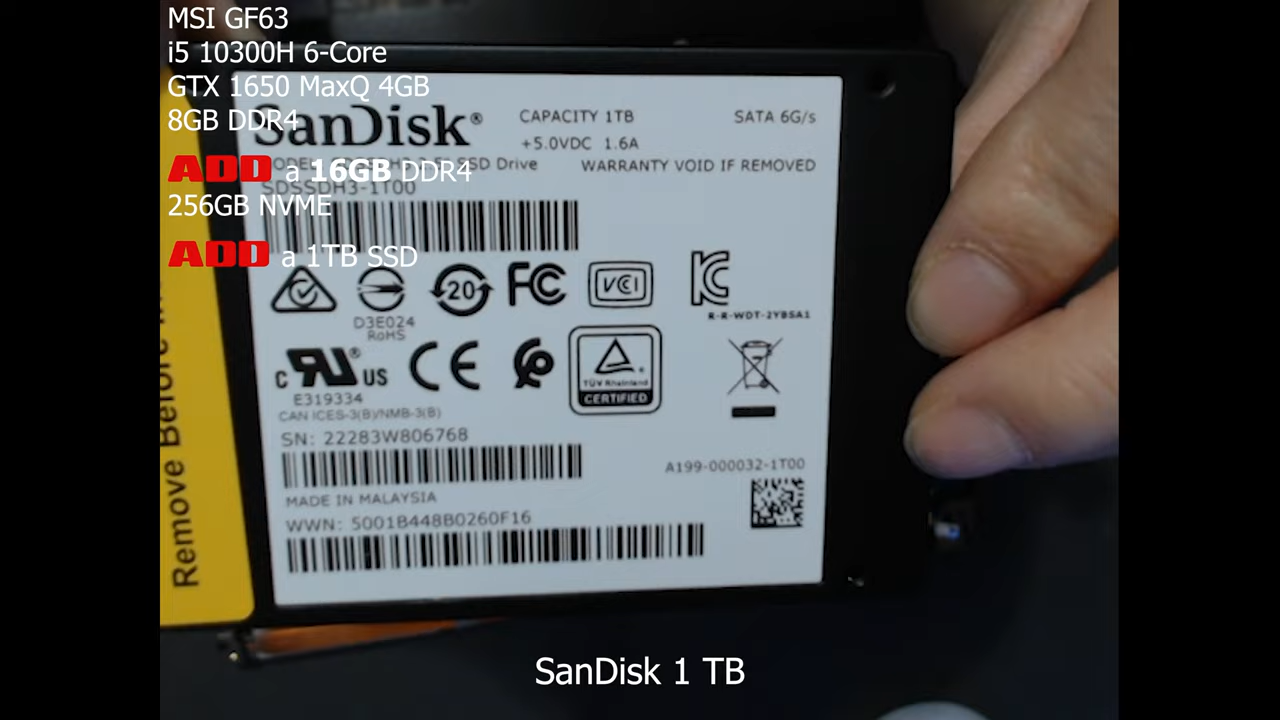 MSI GF63
i5 10300H 6-Core
GTX 1650 MaxQ 4GB
8GB DDR4
ADD a 16GB DDR4
256GB NVME
ADD a 1TB SSD
SanDisk®
CAPACITY 1TB
SATA 6G/s
+5.0VDC 1.6A
SSD Drive
WARRANTY VOID IF REMOVED
SDSSDH3-1T00
20
FC
VCI
D3E024
RoHS
R-R-WDT-2YBSA1
c RU® US
CE
E319334
TÜV Rheinland
CERTIFIED
CAN ICES-3(B)/NMB-3(B)
SN: 22283W806768
A199-000032-1T00
MADE IN MALAYSIA
WWN: 5001B448B0260F16
Remove Before
SanDisk 1 TB